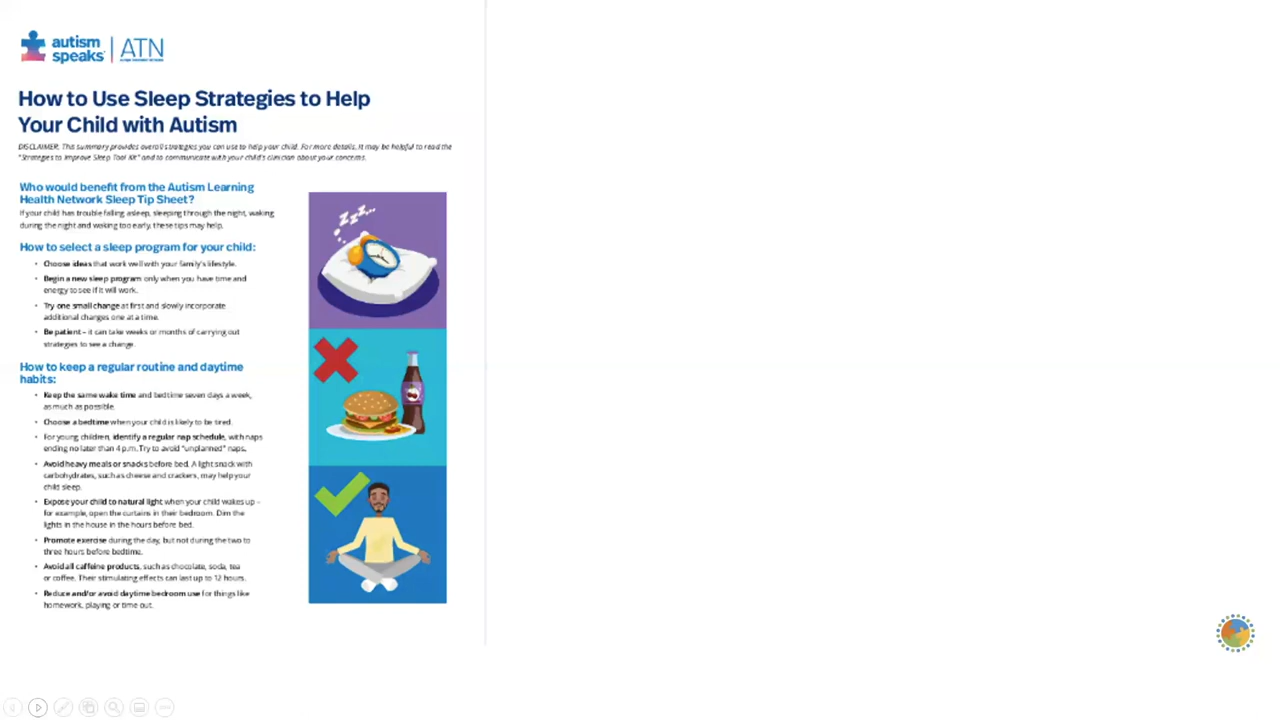 autism
speaks
ATN
How to Use Sleep Strategies to Help
Your Child with Autism
DISCLAIMER: This summary provides overall strategies you can use to help your child. For more details, it may be helpful to read the
"Strategies to Improve Sleep Tool Kit" and to communicate with your child's clinician about your concerns.
Who would benefit from the Autism Learning
Health Network Sleep Tip Sheet?
If your child has trouble falling asleep, sleeping through the night, waking
during the night and waking too early, these tips may help.
How to select a sleep program for your child:
• Choose ideas that work well with your family's lifestyle.
• Begin a new sleep program only when you have time and
energy to see if it will work.
• Try one small change at first and slowly incorporate
additional changes one at a time.
• Be patient – it can take weeks or months of carrying out
strategies to see a change.
How to keep a regular routine and daytime
habits:
• Keep the same wake time and bedtime seven days a week,
as much as possible.
• Choose a bedtime when your child is likely to be tired.
• For young children, identify a regular nap schedule, with naps
ending no later than 4 p.m. Try to avoid "unplanned" naps.
• Avoid heavy meals or snacks before bed. A light snack with
carbohydrates, such as cheese and crackers, may help your
child sleep.
• Expose your child to natural light when your child wakes up –
for example, open the curtains in their bedroom. Dim the
lights in the house in the hours before bed.
• Promote exercise during the day, but not during the two to
three hours before bedtime.
• Avoid all caffeine products, such as chocolate, soda, tea
or coffee. Their stimulating effects can last up to 12 hours.
• Reduce and/or avoid daytime bedroom use for things like
homework, playing or time out.
zzz...